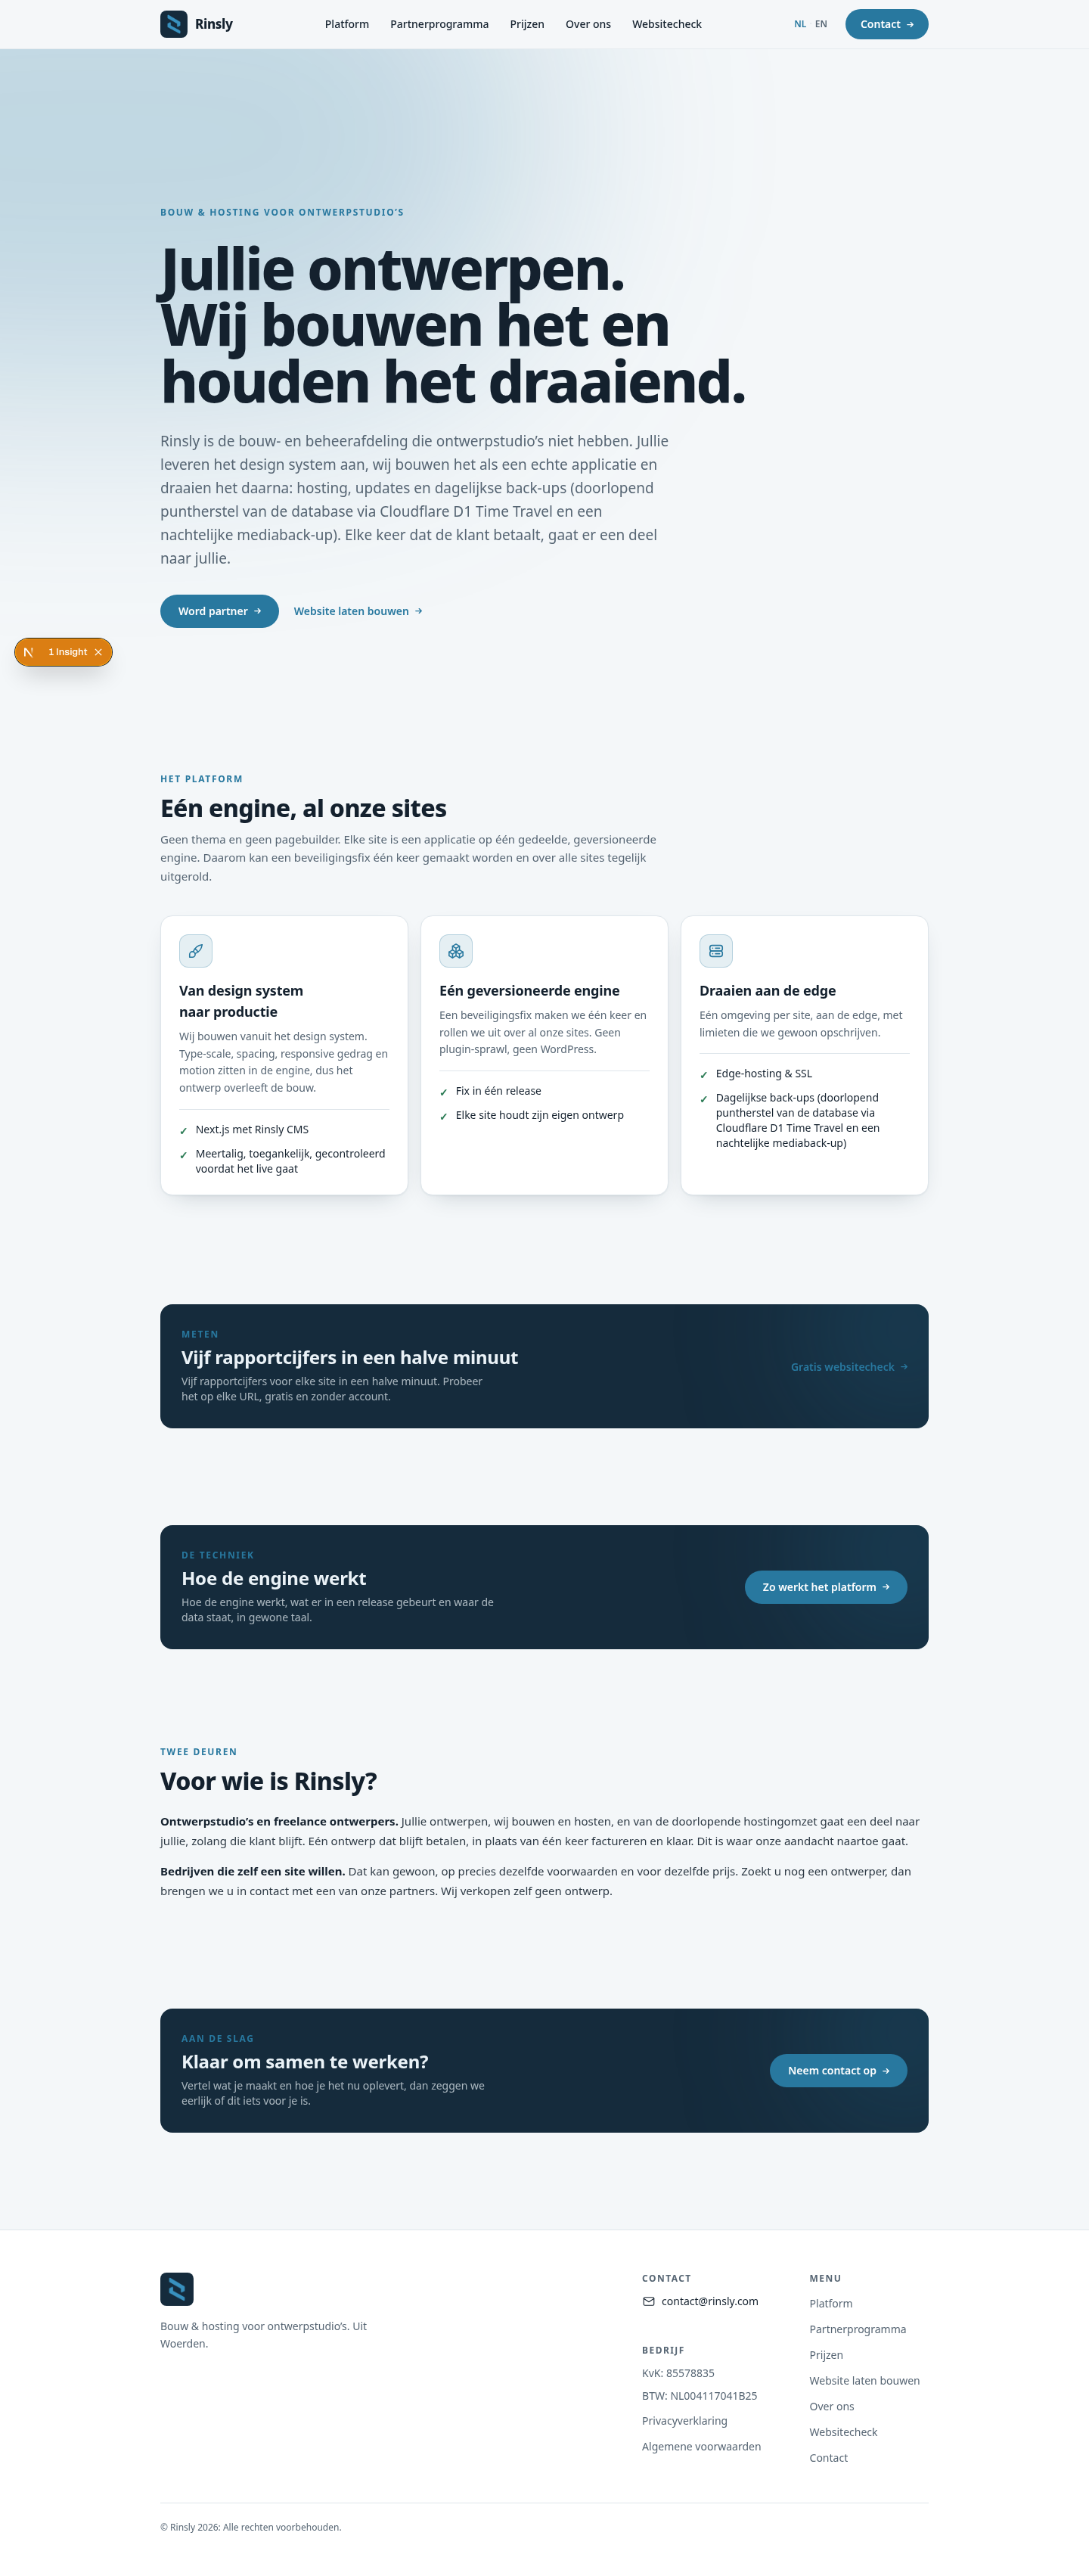 Rinsly
Platform
Partnerprogramma
Prijzen
Over ons
Websitecheck
NL
EN
Contact →
BOUW & HOSTING VOOR ONTWERPSTUDIO’S
Jullie ontwerpen.
Wij bouwen het en
houden het draaiend.
Rinsly is de bouw- en beheerafdeling die ontwerpstudio’s niet hebben. Jullie
leveren het design system aan, wij bouwen het als een echte applicatie en
draaien het daarna: hosting, updates en dagelijkse back-ups (doorlopend
puntherstel van de database via Cloudflare D1 Time Travel en een
nachtelijke mediaback-up). Elke keer dat de klant betaalt, gaat er een deel
naar jullie.
Word partner →
Website laten bouwen →
1 Insight
HET PLATFORM
Eén engine, al onze sites
Geen thema en geen pagebuilder. Elke site is een applicatie op één gedeelde, geversioneerde
engine. Daarom kan een beveiligingsfix één keer gemaakt worden en over alle sites tegelijk
uitgerold.
Van design system
naar productie
Wij bouwen vanuit het design system.
Type-scale, spacing, responsive gedrag en
motion zitten in de engine, dus het
ontwerp overleeft de bouw.
✓ Next.js met Rinsly CMS
✓ Meertalig, toegankelijk, gecontroleerd
voordat het live gaat
Eén geversioneerde engine
Een beveiligingsfix maken we één keer en
rollen we uit over al onze sites. Geen
plugin-sprawl, geen WordPress.
✓ Fix in één release
✓ Elke site houdt zijn eigen ontwerp
Draaien aan de edge
Eén omgeving per site, aan de edge, met
limieten die we gewoon opschrijven.
✓ Edge-hosting & SSL
✓ Dagelijkse back-ups (doorlopend
puntherstel van de database via
Cloudflare D1 Time Travel en een
nachtelijke mediaback-up)
METEN
Vijf rapportcijfers in een halve minuut
Vijf rapportcijfers voor elke site in een halve minuut. Probeer
het op elke URL, gratis en zonder account.
Gratis websitecheck →
DE TECHNIEK
Hoe de engine werkt
Hoe de engine werkt, wat er in een release gebeurt en waar de
data staat, in gewone taal.
Zo werkt het platform →
TWEE DEUREN
Voor wie is Rinsly?
Ontwerpstudio’s en freelance ontwerpers. Jullie ontwerpen, wij bouwen en hosten, en van de doorlopende hostingomzet gaat een deel naar
jullie, zolang die klant blijft. Eén ontwerp dat blijft betalen, in plaats van één keer factureren en klaar. Dit is waar onze aandacht naartoe gaat.
Bedrijven die zelf een site willen. Dat kan gewoon, op precies dezelfde voorwaarden en voor dezelfde prijs. Zoekt u nog een ontwerper, dan
brengen we u in contact met een van onze partners. Wij verkopen zelf geen ontwerp.
AAN DE SLAG
Klaar om samen te werken?
Vertel wat je maakt en hoe je het nu oplevert, dan zeggen we
eerlijk of dit iets voor je is.
Neem contact op →
Bouw & hosting voor ontwerpstudio’s. Uit
Woerden.
CONTACT
contact@rinsly.com
BEDRIJF
KvK: 85578835
BTW: NL004117041B25
Privacyverklaring
Algemene voorwaarden
MENU
Platform
Partnerprogramma
Prijzen
Website laten bouwen
Over ons
Websitecheck
Contact
© Rinsly 2026: Alle rechten voorbehouden.